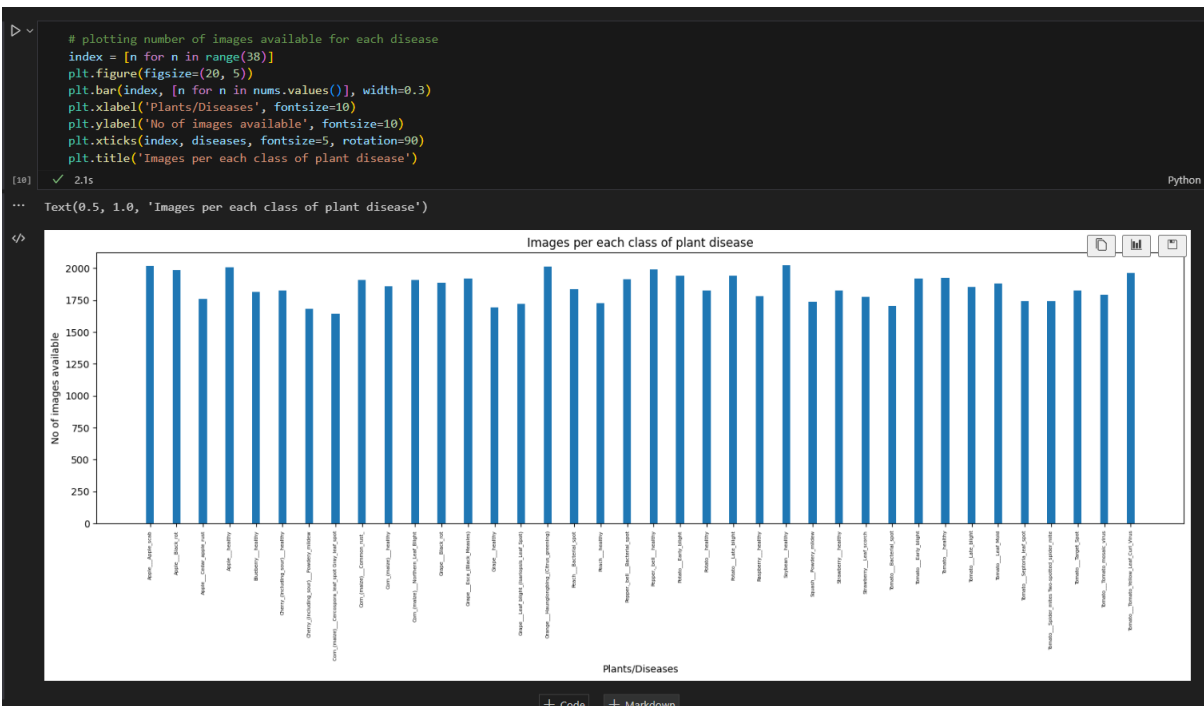 # plotting number of images available for each disease
index = [n for n in range(38)]
plt.figure(figsize=(20, 5))
plt.bar(index, [n for n in nums.values()], width=0.3)
plt.xlabel('Plants/Diseases', fontsize=10)
plt.ylabel('No of images available', fontsize=10)
plt.xticks(index, diseases, fontsize=5, rotation=90)
plt.title('Images per each class of plant disease')
[10]
2.1s
Python
Text(0.5, 1.0, 'Images per each class of plant disease')
Images per each class of plant disease
No of images available
2000
1750
1500
1250
1000
750
500
250
0
Apple___Apple_scab
Apple___Black_rot
Apple___Cedar_apple_rust
Apple___healthy
Blueberry___healthy
Cherry_(including_sour)___healthy
Cherry_(including_sour)___Powdery_mildew
Corn_(maize)___Cercospora_leaf_spot Gray_leaf_spot
Corn_(maize)___Common_rust_
Corn_(maize)___healthy
Corn_(maize)___Northern_Leaf_Blight
Grape___Black_rot
Grape___Esca_(Black_Measles)
Grape___healthy
Grape___Leaf_blight_(Isariopsis_Leaf_Spot)
Orange___Haunglongbing_(Citrus_greening)
Peach___Bacterial_spot
Peach___healthy
Pepper,_bell___Bacterial_spot
Pepper,_bell___healthy
Potato___Early_blight
Potato___healthy
Potato___Late_blight
Raspberry___healthy
Soybean___healthy
Squash___Powdery_mildew
Strawberry___healthy
Strawberry___Leaf_scorch
Tomato___Bacterial_spot
Tomato___Early_blight
Tomato___healthy
Tomato___Late_blight
Tomato___Leaf_Mold
Tomato___Septoria_leaf_spot
Tomato___Spider_mites Two-spotted_spider_mite
Tomato___Target_Spot
Tomato___Tomato_mosaic_virus
Tomato___Tomato_Yellow_Leaf_Curl_Virus
Plants/Diseases
+ Code
+ Markdown